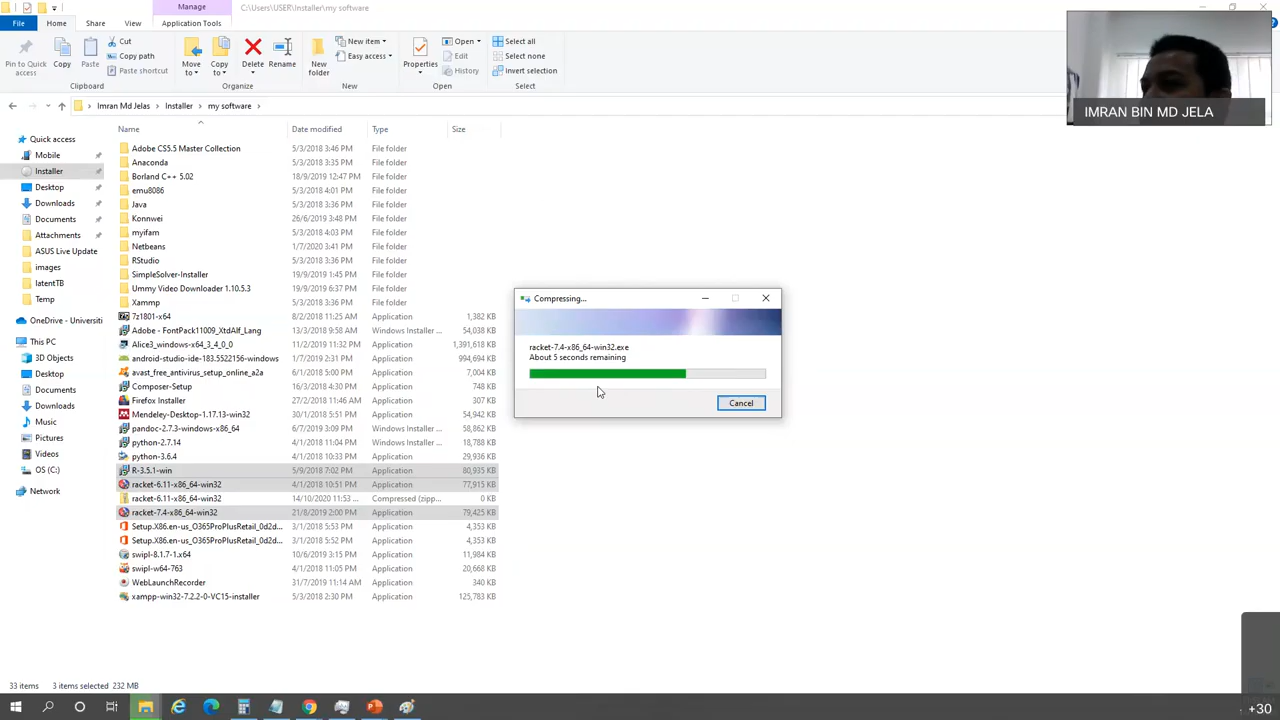 Manage
C:\Users\USER\Installer\my software
File
Home
Share
View
Application Tools
Pin to Quick access
Copy
Paste
Cut
Copy path
Paste shortcut
Clipboard
Move to
Copy to
Delete
Rename
Organize
New folder
New item
Easy access
New
Properties
Open
Edit
History
Open
Select all
Select none
Invert selection
Select
IMRAN BIN MD JELA
Imran Md Jelas
Installer
my software
Name
Date modified
Type
Size
Quick access
Mobile
Installer
Desktop
Downloads
Documents
Attachments
ASUS Live Update
images
latentTB
Temp
OneDrive - Universiti
This PC
3D Objects
Desktop
Documents
Downloads
Music
Pictures
Videos
OS (C:)
Network
Adobe CS5.5 Master Collection 5/3/2018 3:46 PM File folder
Anaconda 5/3/2018 3:35 PM File folder
Borland C++ 5.02 18/9/2019 12:47 PM File folder
emu8086 5/3/2018 4:01 PM File folder
Java 5/3/2018 3:36 PM File folder
Konnwei 26/6/2019 3:48 PM File folder
myifam 5/3/2018 4:03 PM File folder
Netbeans 1/7/2020 3:41 PM File folder
RStudio 5/3/2018 3:36 PM File folder
SimpleSolver-Installer 19/9/2019 1:45 PM File folder
Ummy Video Downloader 1.10.5.3 19/9/2019 6:37 PM File folder
Xammp 5/3/2018 3:36 PM File folder
7z1801-x64 8/2/2018 11:25 AM Application 1,382 KB
Adobe - FontPack11009_XtdAlf_Lang 13/3/2018 9:58 AM Windows Installer ... 54,038 KB
Alice3_windows-x64_3_4_0_0 11/2/2019 11:32 PM Application 1,391,618 KB
android-studio-ide-183.5522156-windows 1/7/2019 2:31 PM Application 994,694 KB
avast_free_antivirus_setup_online_a2a 6/1/2018 5:00 PM Application 7,004 KB
Composer-Setup 16/3/2018 4:30 PM Application 748 KB
Firefox Installer 27/2/2018 11:46 AM Application 307 KB
Mendeley-Desktop-1.17.13-win32 30/1/2018 5:51 PM Application 54,942 KB
pandoc-2.7.3-windows-x86_64 6/7/2019 3:09 PM Windows Installer ... 58,862 KB
python-2.7.14 4/1/2018 11:04 PM Windows Installer ... 18,788 KB
python-3.6.4 4/1/2018 10:33 PM Application 29,936 KB
R-3.5.1-win 5/9/2018 7:02 PM Application 80,935 KB
racket-6.11-x86_64-win32 4/1/2018 10:51 PM Application 77,915 KB
racket-6.11-x86_64-win32 14/10/2020 11:53 ... Compressed (zipp... 0 KB
racket-7.4-x86_64-win32 21/8/2019 2:00 PM Application 79,425 KB
Setup.X86.en-us_O365ProPlusRetail_0d2d... 3/1/2018 5:53 PM Application 4,353 KB
Setup.X86.en-us_O365ProPlusRetail_0d2d... 3/1/2018 5:52 PM Application 4,353 KB
swipl-8.1.7-1.x64 10/6/2019 3:15 PM Application 11,984 KB
swipl-w64-763 4/1/2018 11:05 PM Application 20,668 KB
WebLaunchRecorder 31/7/2019 11:14 AM Application 340 KB
xampp-win32-7.2.2-0-VC15-installer 5/3/2018 2:30 PM Application 125,783 KB
Compressing...
racket-7.4-x86_64-win32.exe
About 5 seconds remaining
Cancel
33 items
3 items selected 232 MB
+30